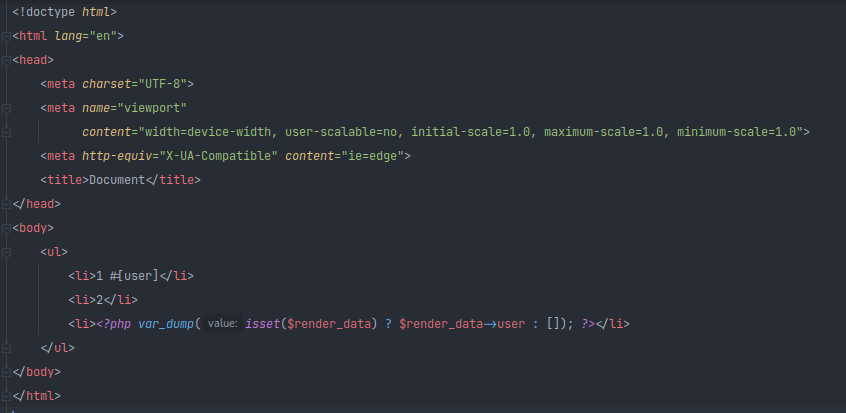 <!doctype html>
<html lang="en">
<head>
    <meta charset="UTF-8">
    <meta name="viewport"
          content="width=device-width, user-scalable=no, initial-scale=1.0, maximum-scale=1.0, minimum-scale=1.0">
    <meta http-equiv="X-UA-Compatible" content="ie=edge">
    <title>Document</title>
</head>
<body>
    <ul>
        <li>1 #[user]</li>
        <li>2</li>
        <li><?php var_dump( value: isset($render_data) ? $render_data->user : []); ?></li>
    </ul>
</body>
</html>